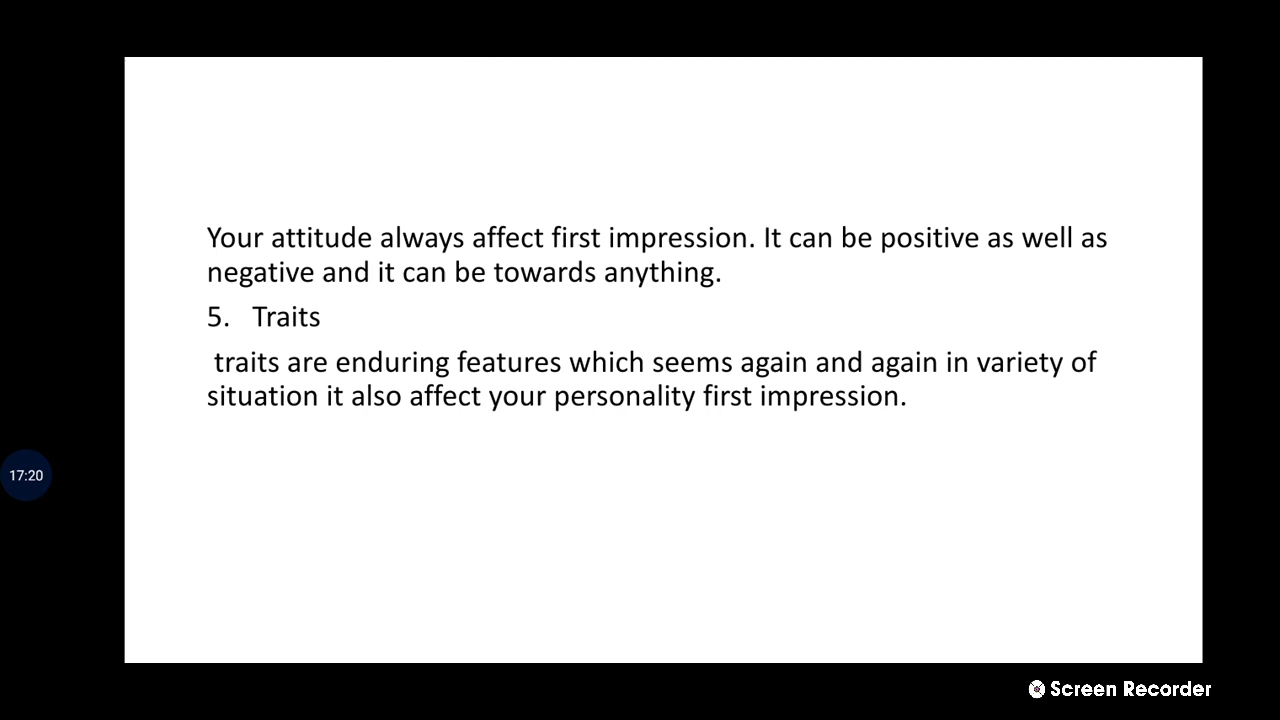 Your attitude always affect first impression. It can be positive as well as
negative and it can be towards anything.
5. Traits
traits are enduring features which seems again and again in variety of
situation it also affect your personality first impression.
17:20
Screen Recorder